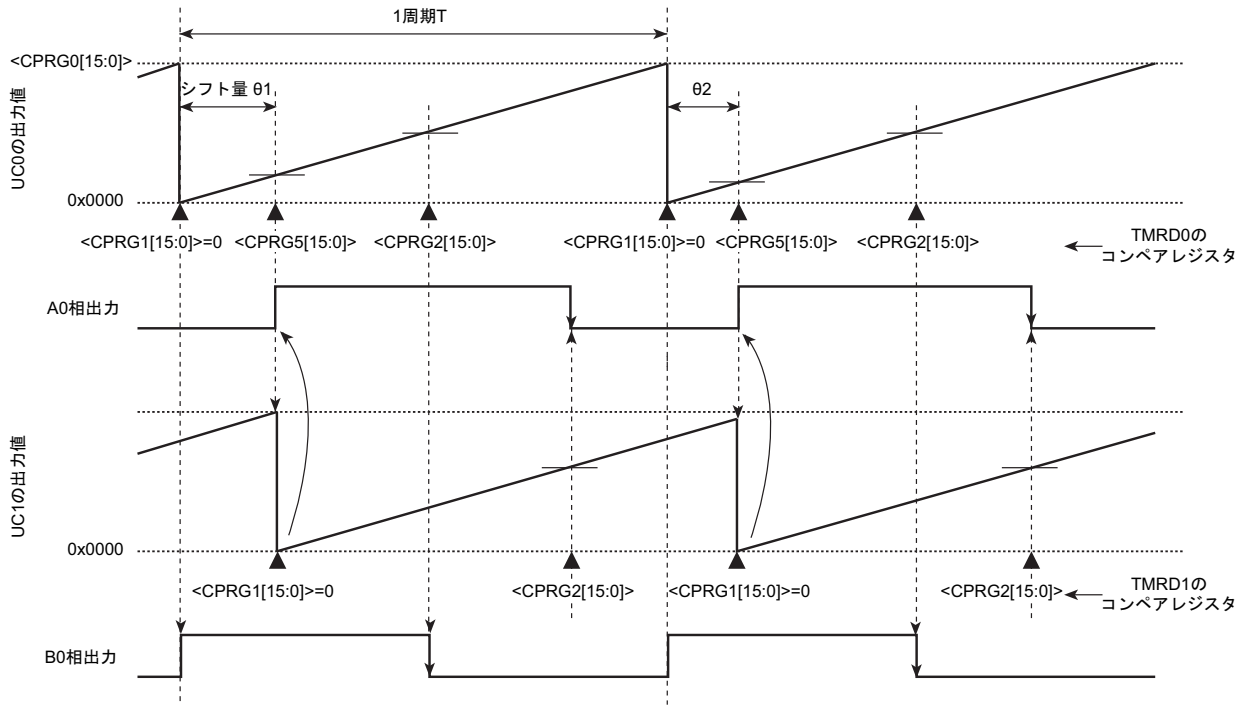 1周期T
<CPRG0[15:0]>
シフト量 θ1
θ2
UC0の出力値
0x0000
<CPRG1[15:0]>=0
<CPRG5[15:0]>
<CPRG2[15:0]>
<CPRG1[15:0]>=0
<CPRG5[15:0]>
<CPRG2[15:0]>
TMRD0の
コンペアレジスタ
A0相出力
UC1の出力値
0x0000
<CPRG1[15:0]>=0
<CPRG2[15:0]>
<CPRG1[15:0]>=0
<CPRG2[15:0]>
TMRD1の
コンペアレジスタ
B0相出力